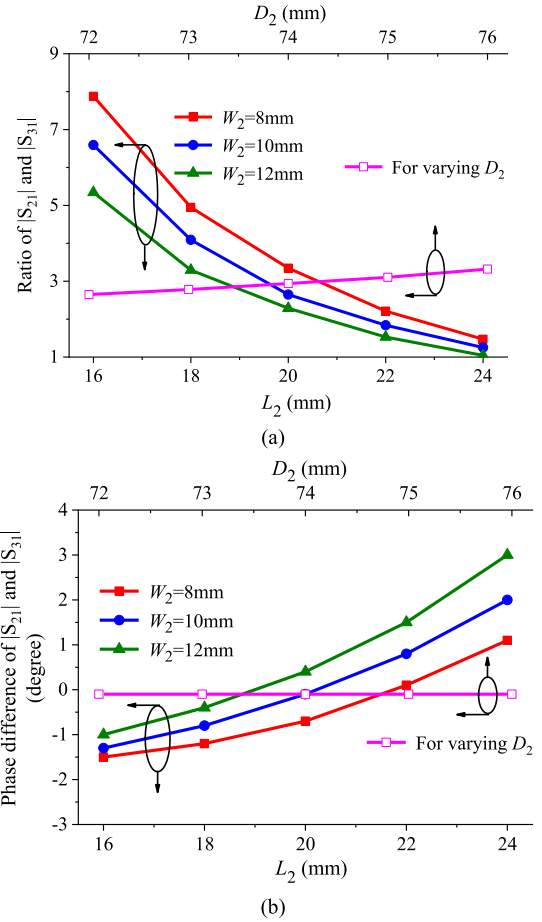 D2 (mm)
72 73 74 75 76
9
7
5
3
1
Ratio of |S21| and |S31|
W2=8mm
W2=10mm
W2=12mm
For varying D2
16 18 20 22 24
L2 (mm)
(a)
D2 (mm)
72 73 74 75 76
4
3
2
1
0
-1
-2
-3
Phase difference of |S21| and |S31|
(degree)
W2=8mm
W2=10mm
W2=12mm
For varying D2
16 18 20 22 24
L2 (mm)
(b)